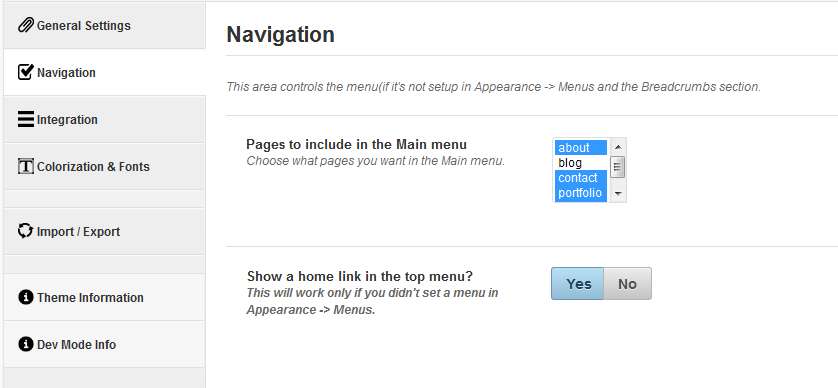 General Settings
Navigation
Integration
Colorization & Fonts
Import / Export
Theme Information
Dev Mode Info
Navigation
This area controls the menu(if it's not setup in Appearance -> Menus and the Breadcrumbs section.
Pages to include in the Main menu
Choose what pages you want in the Main menu.
about
blog
contact
portfolio
Show a home link in the top menu?
This will work only if you didn't set a menu in
Appearance -> Menus.
Yes No